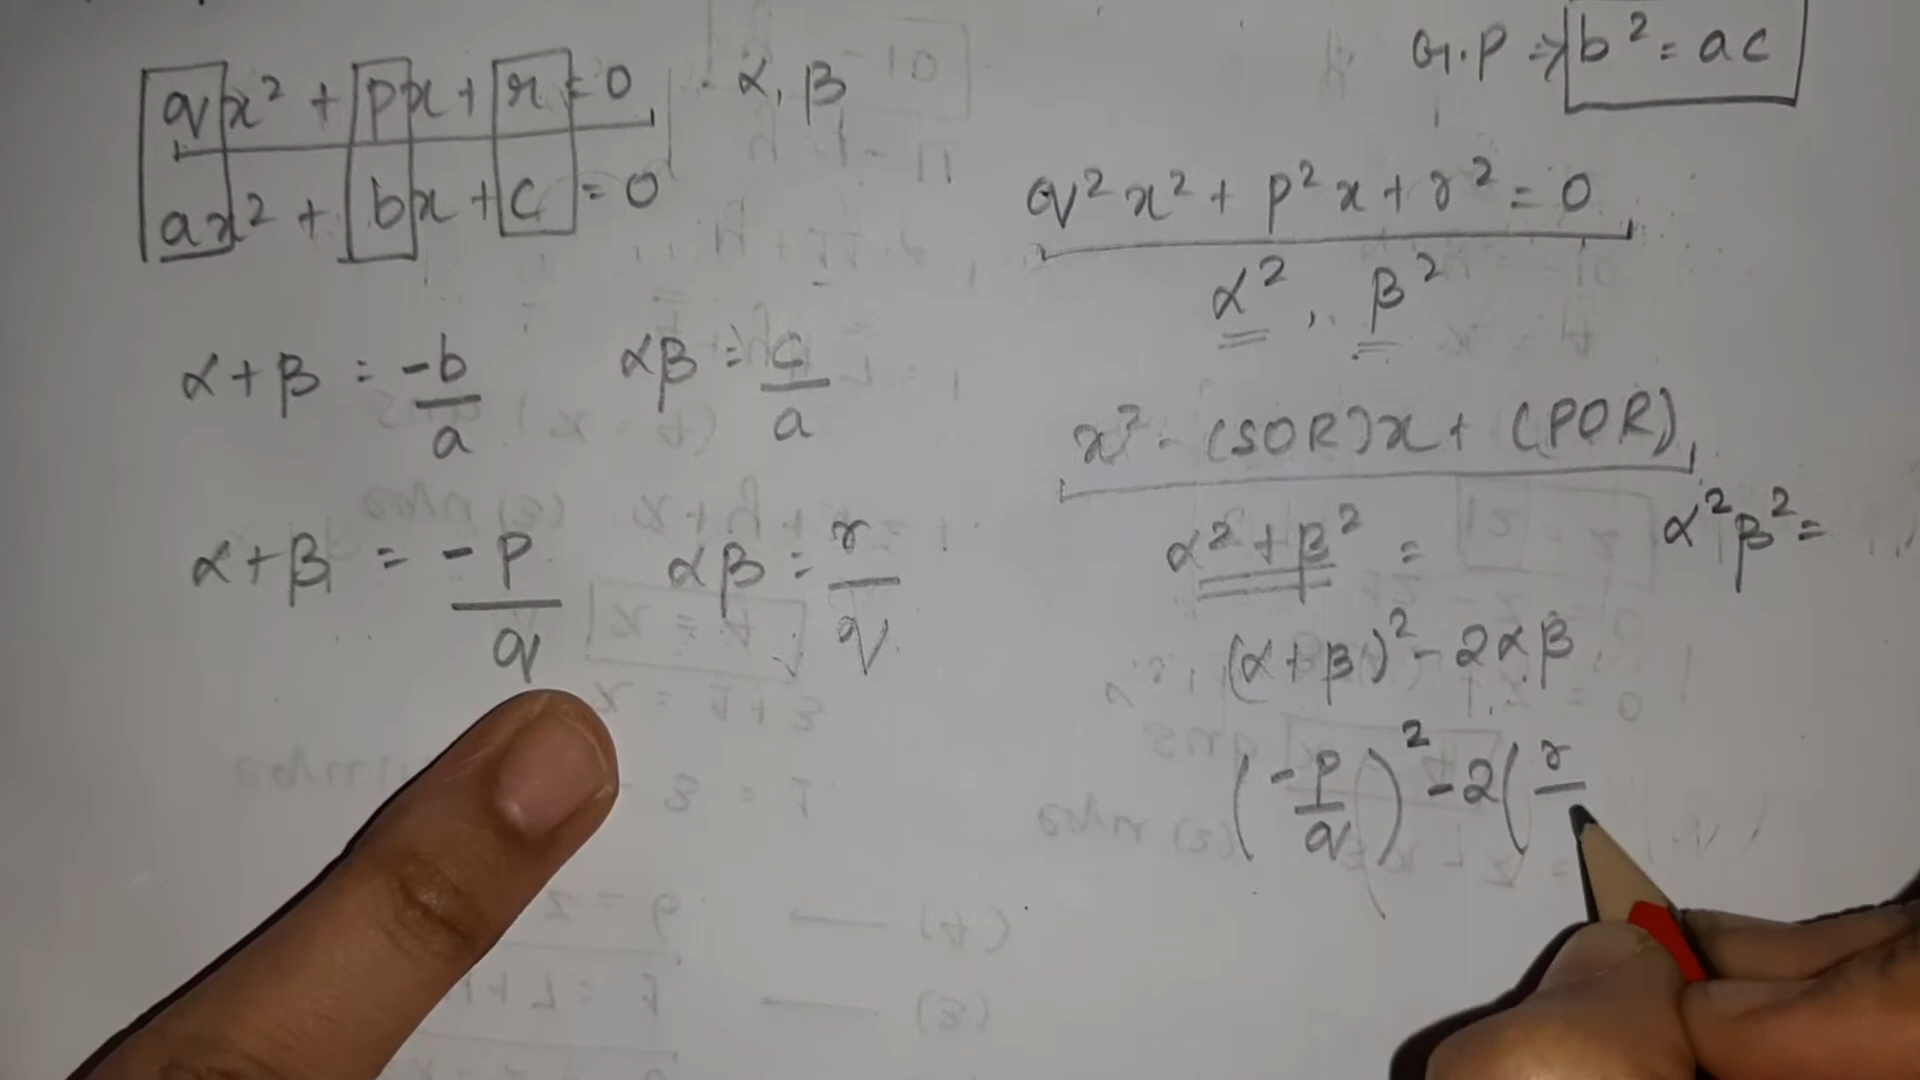 qx² + px + r = 0, α, β
ax² + bx + c = 0
α + β = -b/a αβ = c/a
α + β = -p/q αβ = r/q
G.P ⇒ b² = ac
q²x² + p²x + r² = 0
α², β²
x² - (SOR)x + (POR)
α² + β² = α²β² =
(α + β)² - 2αβ
(-p/q)² - 2(r/